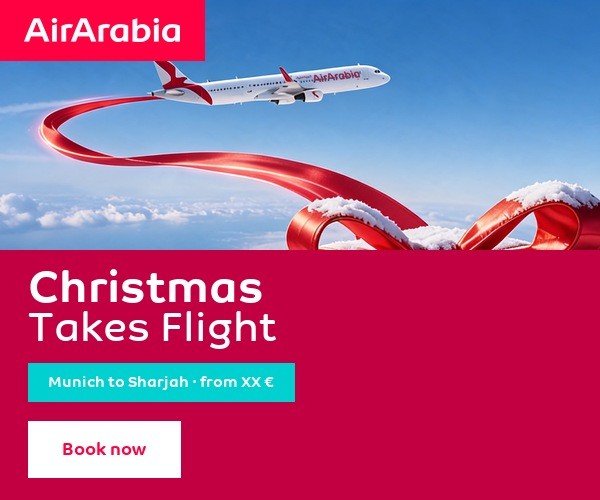 AirArabia
AirArabia
Christmas
Takes Flight
Munich to Sharjah · from XX €
Book now